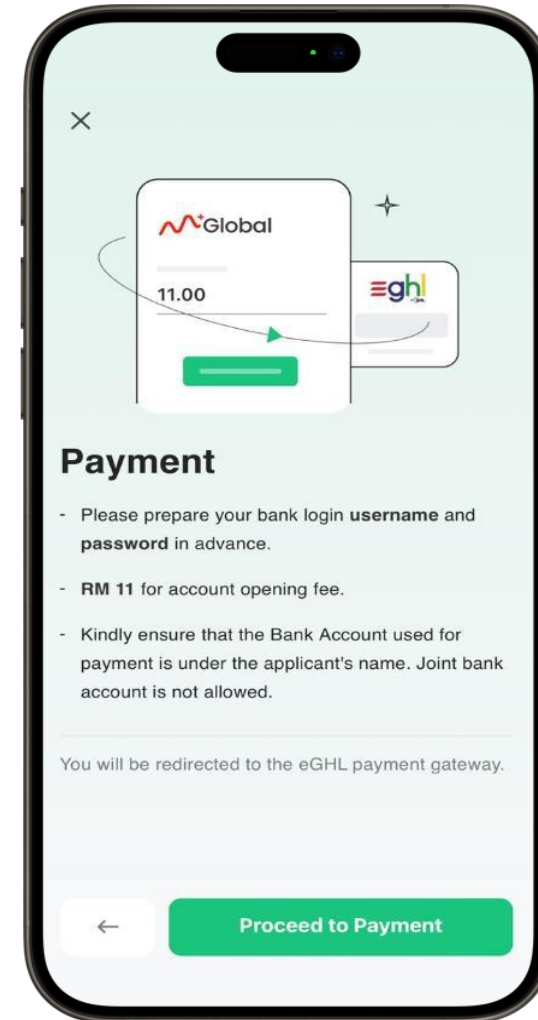 M+Global
11.00
eghl
Payment
- Please prepare your bank login username and
password in advance.
- RM 11 for account opening fee.
- Kindly ensure that the Bank Account used for
payment is under the applicant's name. Joint bank
account is not allowed.
You will be redirected to the eGHL payment gateway.
Proceed to Payment